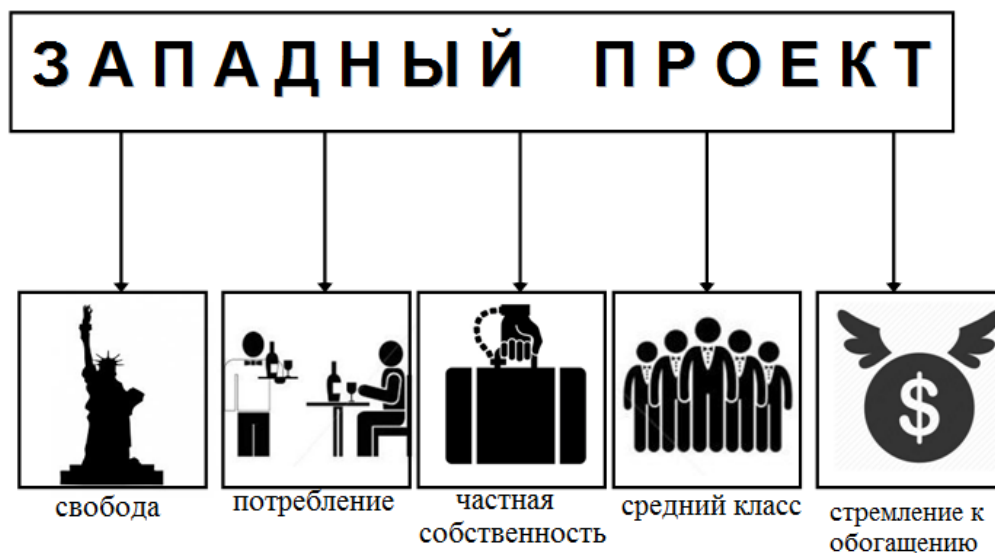 ЗАПАДНЫЙ ПРОЕКТ
$
свобода
потребление
частная
собственность
средний класс
стремление к
обогащению